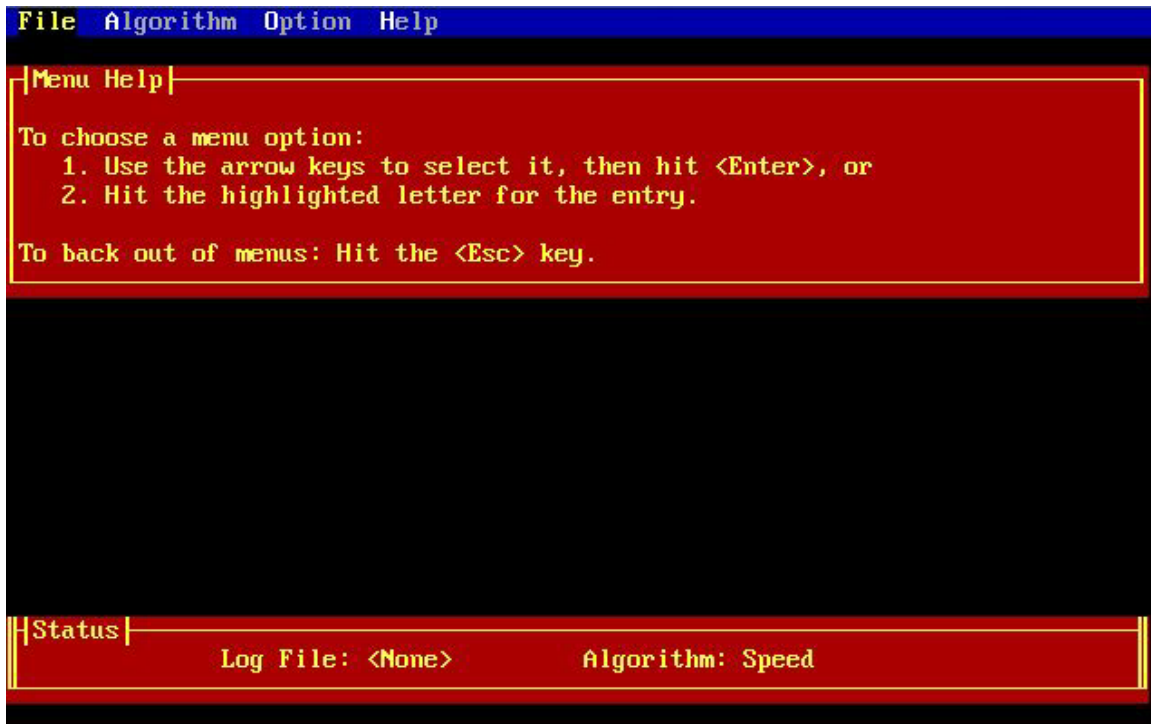 File Algorithm Option Help
Menu Help
To choose a menu option:
1. Use the arrow keys to select it, then hit <Enter>, or
2. Hit the highlighted letter for the entry.
To back out of menus: Hit the <Esc> key.
Status
Log File: <None> Algorithm: Speed